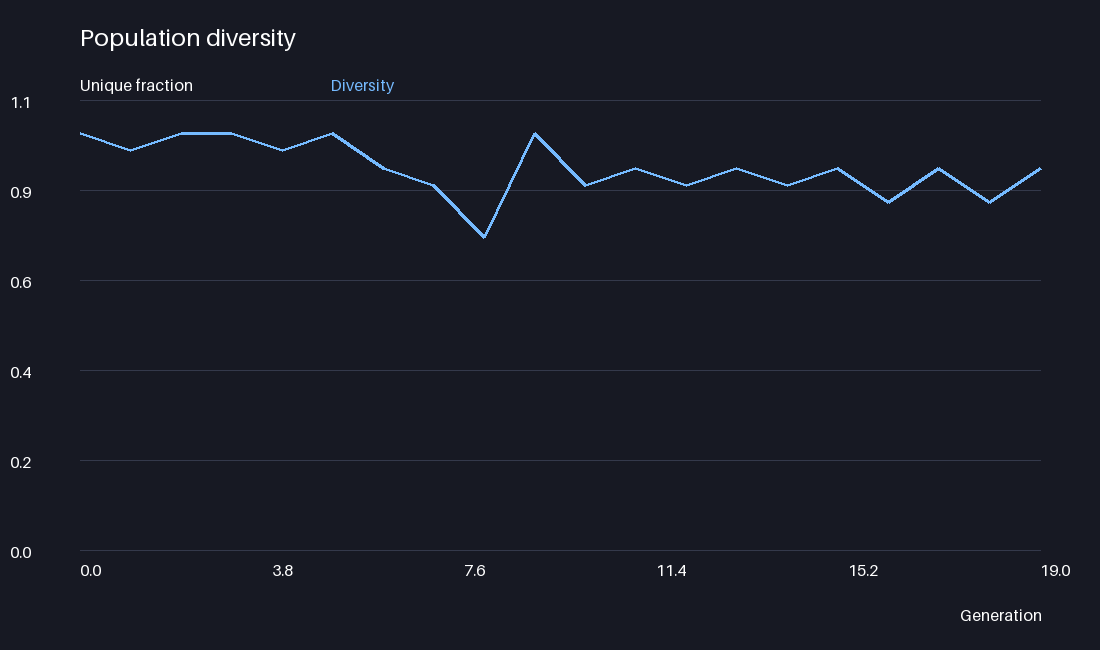 Population diversity
Unique fraction
Diversity
1.1
0.9
0.6
0.4
0.2
0.0
0.0 3.8 7.6 11.4 15.2 19.0
Generation